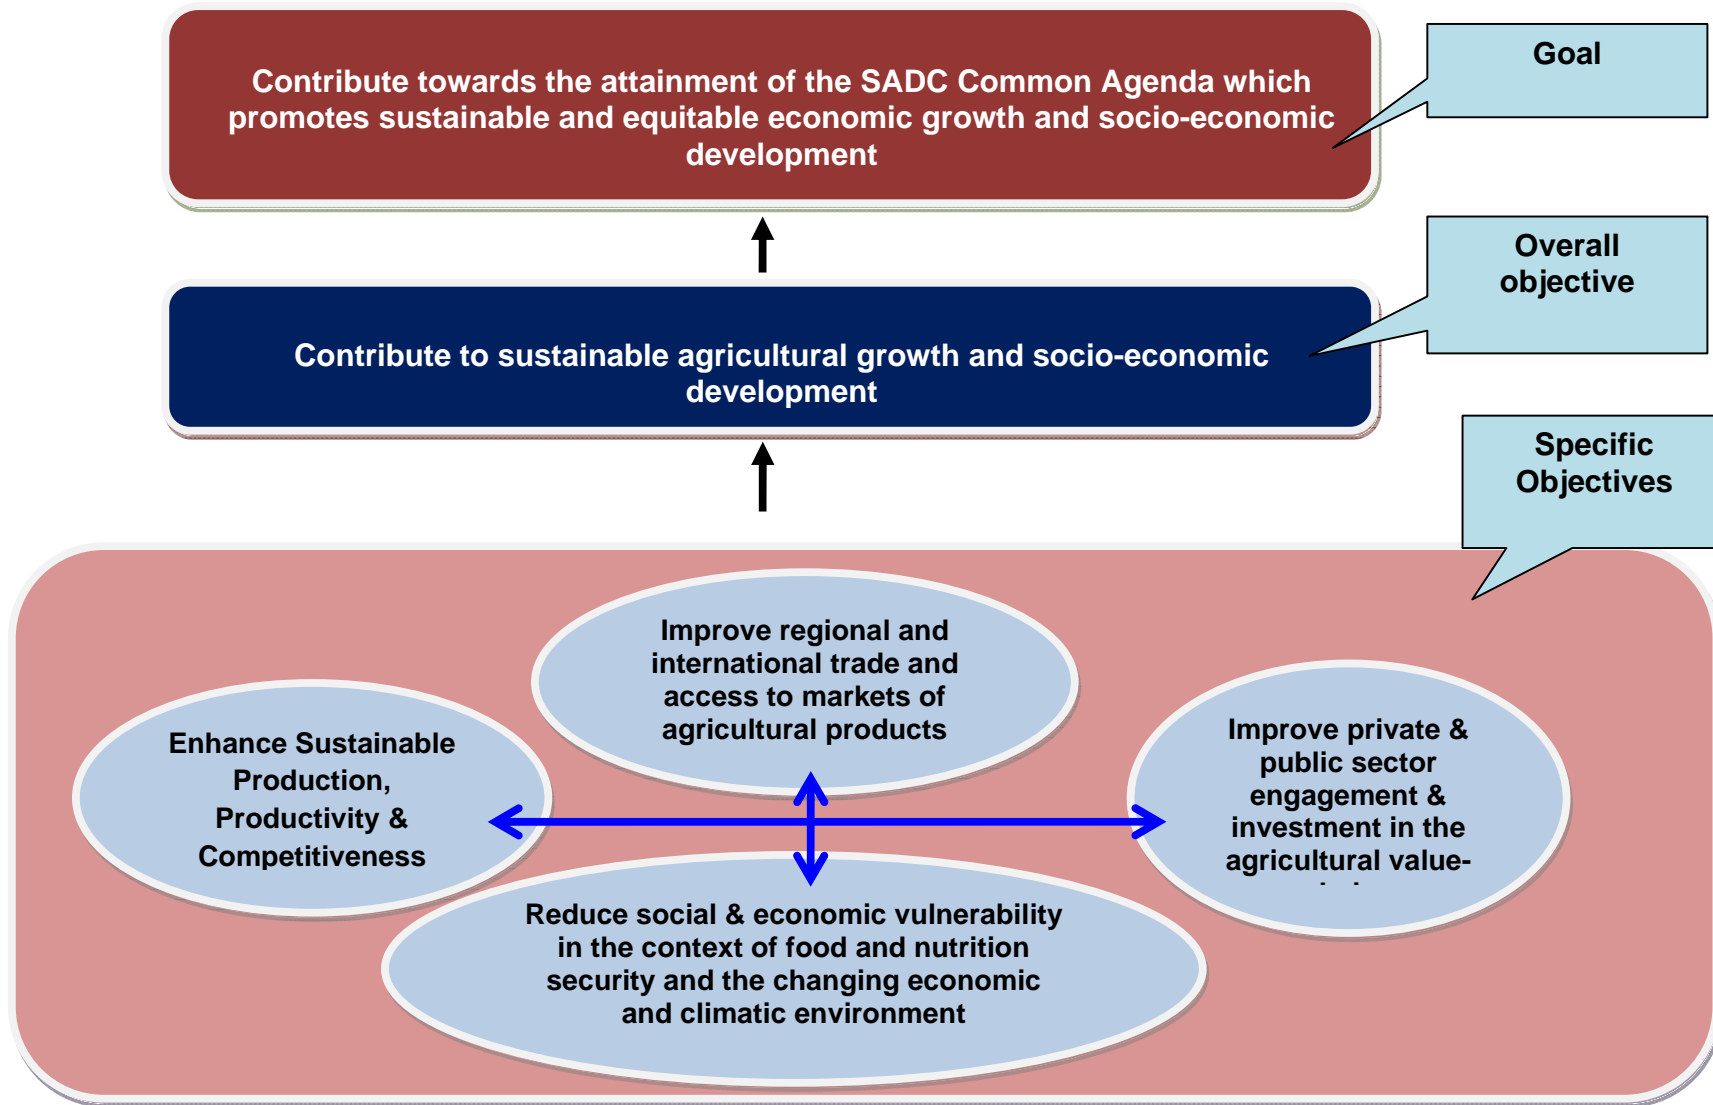 Contribute towards the attainment of the SADC Common Agenda which
promotes sustainable and equitable economic growth and socio-economic
development
Goal
Contribute to sustainable agricultural growth and socio-economic
development
Overall
objective
Specific
Objectives
Improve regional and
international trade and
access to markets of
agricultural products
Enhance Sustainable
Production,
Productivity &
Competitiveness
Improve private &
public sector
engagement &
investment in the
agricultural value-
Reduce social & economic vulnerability
in the context of food and nutrition
security and the changing economic
and climatic environment